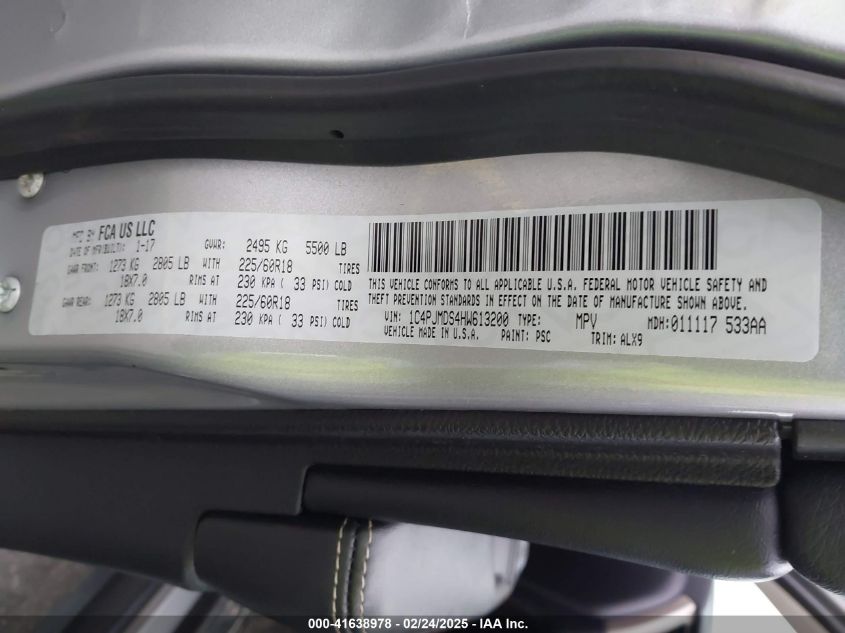 MFD BY FCA US LLC
DATE OF MFR/BUILT: 1-17 GVWR: 2495 KG 5500 LB
GAWR FRONT: 1273 KG 2805 LB WITH 225/60R18 TIRES
18X7.0 RIMS AT 230 KPA ( 33 PSI) COLD
GAWR REAR: 1273 KG 2805 LB WITH 225/60R18 TIRES
18X7.0 RIMS AT 230 KPA ( 33 PSI) COLD
THIS VEHICLE CONFORMS TO ALL APPLICABLE U.S.A. FEDERAL MOTOR VEHICLE SAFETY AND
THEFT PREVENTION STANDARDS IN EFFECT ON THE DATE OF MANUFACTURE SHOWN ABOVE.
VIN: 1C4PJMDS4HW613200 TYPE: MPV MDH: 011117 533AA
VEHICLE MADE IN U.S.A. PAINT: PSC TRIM: ALX9
000-41638978 - 02/24/2025 - IAA Inc.